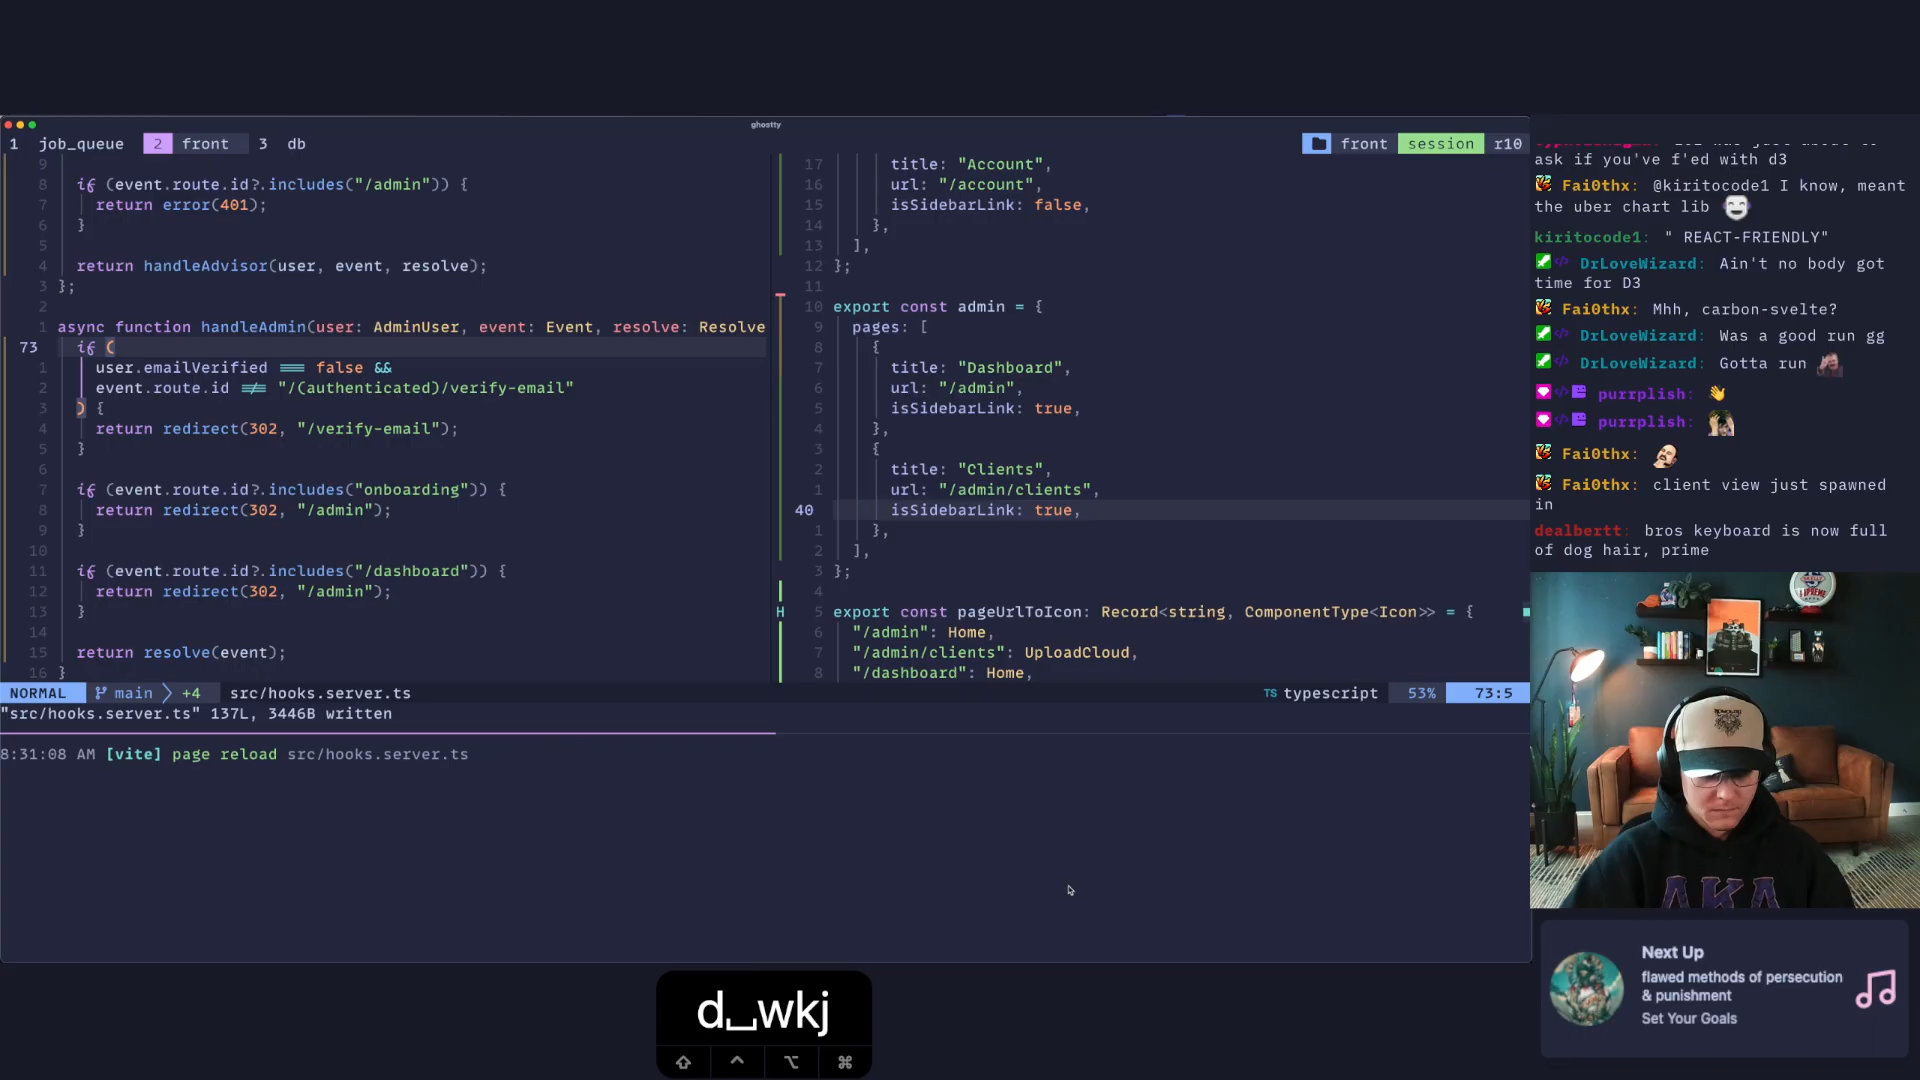 ghostty
1 job_queue 2 front 3 db
front session r10
9
8 if (event.route.id?.includes("/admin")) {
7 return error(401);
6 }
5
4 return handleAdvisor(user, event, resolve);
3 };
2
1 async function handleAdmin(user: AdminUser, event: Event, resolve: Resolve
73 if (
1 user.emailVerified === false &&
2 event.route.id !== "/(authenticated)/verify-email"
3 ) {
4 return redirect(302, "/verify-email");
5 }
6
7 if (event.route.id?.includes("onboarding")) {
8 return redirect(302, "/admin");
9 }
10
11 if (event.route.id?.includes("/dashboard")) {
12 return redirect(302, "/admin");
13 }
14
15 return resolve(event);
16 }
17 title: "Account",
16 url: "/account",
15 isSidebarLink: false,
14 },
13 ],
12 };
11
10 export const admin = {
9 pages: [
8 {
7 title: "Dashboard",
6 url: "/admin",
5 isSidebarLink: true,
4 },
3 {
2 title: "Clients",
1 url: "/admin/clients",
40 isSidebarLink: true,
1 },
2 ],
3 };
4
H 5 export const pageUrlToIcon: Record<string, ComponentType<Icon>> = {
6 "/admin": Home,
7 "/admin/clients": UploadCloud,
8 "/dashboard": Home,
NORMAL main +4 src/hooks.server.ts TS typescript 53% 73:5
"src/hooks.server.ts" 137L, 3446B written
8:31:08 AM [vite] page reload src/hooks.server.ts
d␣wkj
ask if you've f'ed with d3
Fai0thx: @kiritocode1 I know, meant
the uber chart lib
kiritocode1: " REACT-FRIENDLY"
DrLoveWizard: Ain't no body got
time for D3
Fai0thx: Mhh, carbon-svelte?
DrLoveWizard: Was a good run gg
DrLoveWizard: Gotta run
purrplish: 👋
purrplish:
Fai0thx:
Fai0thx: client view just spawned
in
dealbertt: bros keyboard is now full
of dog hair, prime
Next Up
flawed methods of persecution
& punishment
Set Your Goals